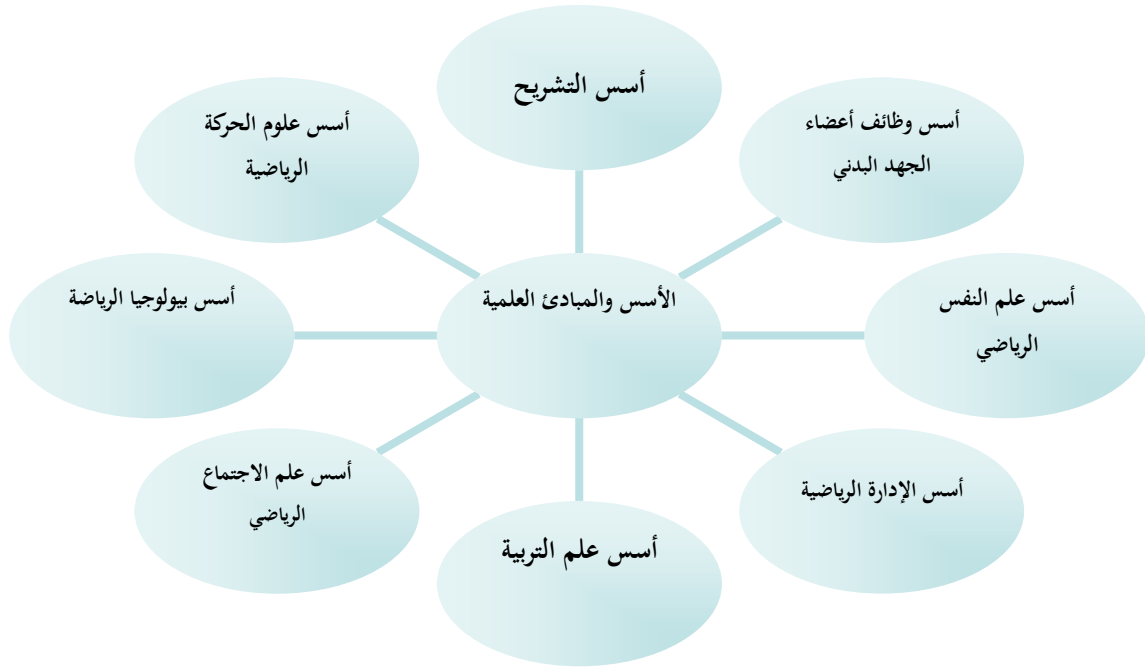 أسس التشريح
أسس وظائف أعضاء
الجهد البدني
أسس علوم الحركة
الرياضية
أسس علم النفس
الرياضي
الأسس والمبادئ العلمية
أسس بيولوجيا الرياضة
أسس الإدارة الرياضية
أسس علم الاجتماع
الرياضي
أسس علم التربية